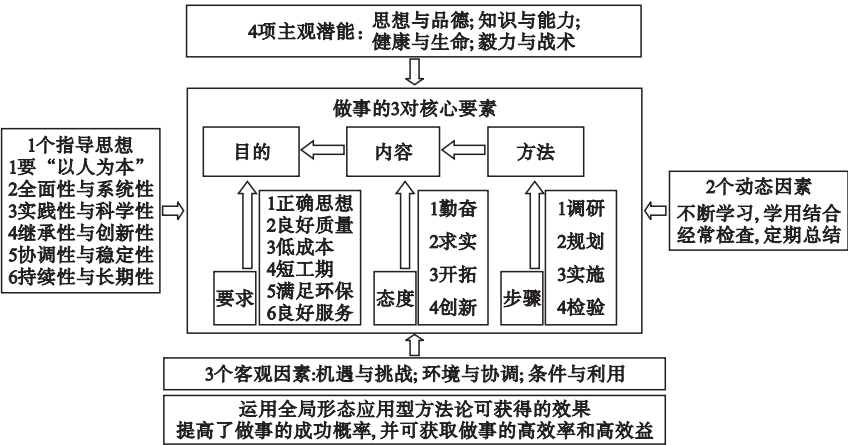 4项主观潜能：思想与品德; 知识与能力;
健康与生命; 毅力与战术
做事的3对核心要素
目的
内容
方法
要求
1正确思想
2良好质量
3低成本
4短工期
5满足环保
6良好服务
态度
1勤奋
2求实
3开拓
4创新
步骤
1调研
2规划
3实施
4检验
1个指导思想
1要“以人为本”
2全面性与系统性
3实践性与科学性
4继承性与创新性
5协调性与稳定性
6持续性与长期性
2个动态因素
不断学习, 学用结合
经常检查, 定期总结
3个客观因素:机遇与挑战; 环境与协调; 条件与利用
运用全局形态应用型方法论可获得的效果
提高了做事的成功概率, 并可获取做事的高效率和高效益